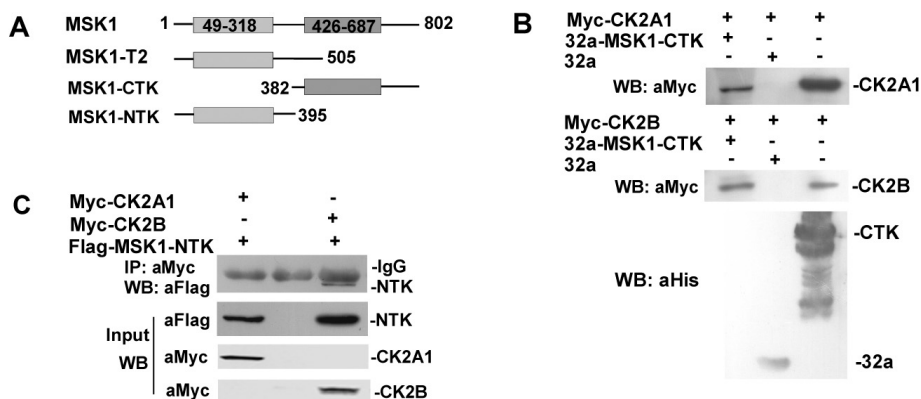 A
1
MSK1
49-318
426-687
802
MSK1-T2
505
MSK1-CTK
382
MSK1-NTK
395
B
Myc-CK2A1 + + +
32a-MSK1-CTK + - -
32a - + -
WB: aMyc
-CK2A1
Myc-CK2B + + +
32a-MSK1-CTK + - -
32a - + -
WB: aMyc
-CK2B
WB: aHis
-CTK
-32a
C
Myc-CK2A1 + -
Myc-CK2B - +
Flag-MSK1-NTK + +
IP: aMyc
WB: aFlag
-IgG
-NTK
Input
WB
aFlag
-NTK
aMyc
-CK2A1
aMyc
-CK2B